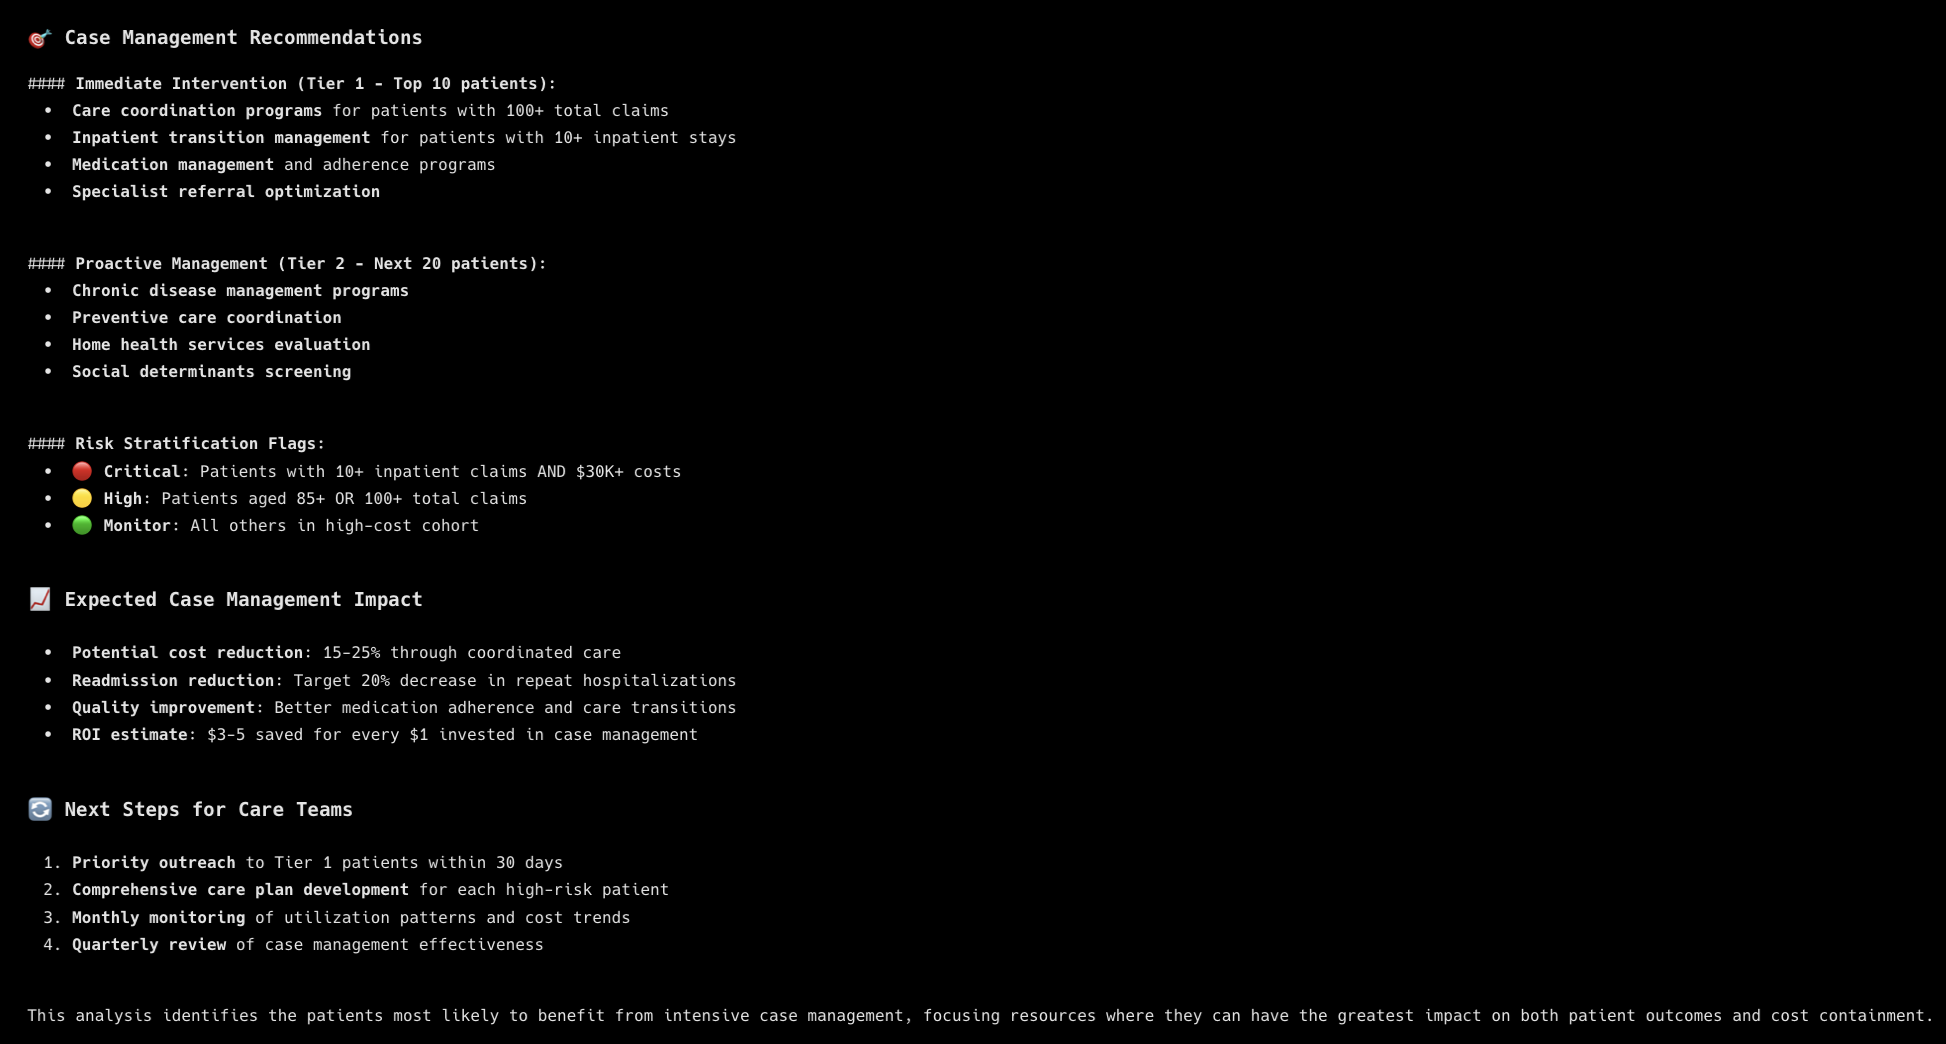 🎯 Case Management Recommendations
#### Immediate Intervention (Tier 1 - Top 10 patients):
• Care coordination programs for patients with 100+ total claims
• Inpatient transition management for patients with 10+ inpatient stays
• Medication management and adherence programs
• Specialist referral optimization
#### Proactive Management (Tier 2 - Next 20 patients):
• Chronic disease management programs
• Preventive care coordination
• Home health services evaluation
• Social determinants screening
#### Risk Stratification Flags:
• 🔴 Critical: Patients with 10+ inpatient claims AND $30K+ costs
• 🟡 High: Patients aged 85+ OR 100+ total claims
• 🟢 Monitor: All others in high-cost cohort
📈 Expected Case Management Impact
• Potential cost reduction: 15-25% through coordinated care
• Readmission reduction: Target 20% decrease in repeat hospitalizations
• Quality improvement: Better medication adherence and care transitions
• ROI estimate: $3-5 saved for every $1 invested in case management
🔄 Next Steps for Care Teams
1. Priority outreach to Tier 1 patients within 30 days
2. Comprehensive care plan development for each high-risk patient
3. Monthly monitoring of utilization patterns and cost trends
4. Quarterly review of case management effectiveness
This analysis identifies the patients most likely to benefit from intensive case management, focusing resources where they can have the greatest impact on both patient outcomes and cost containment.